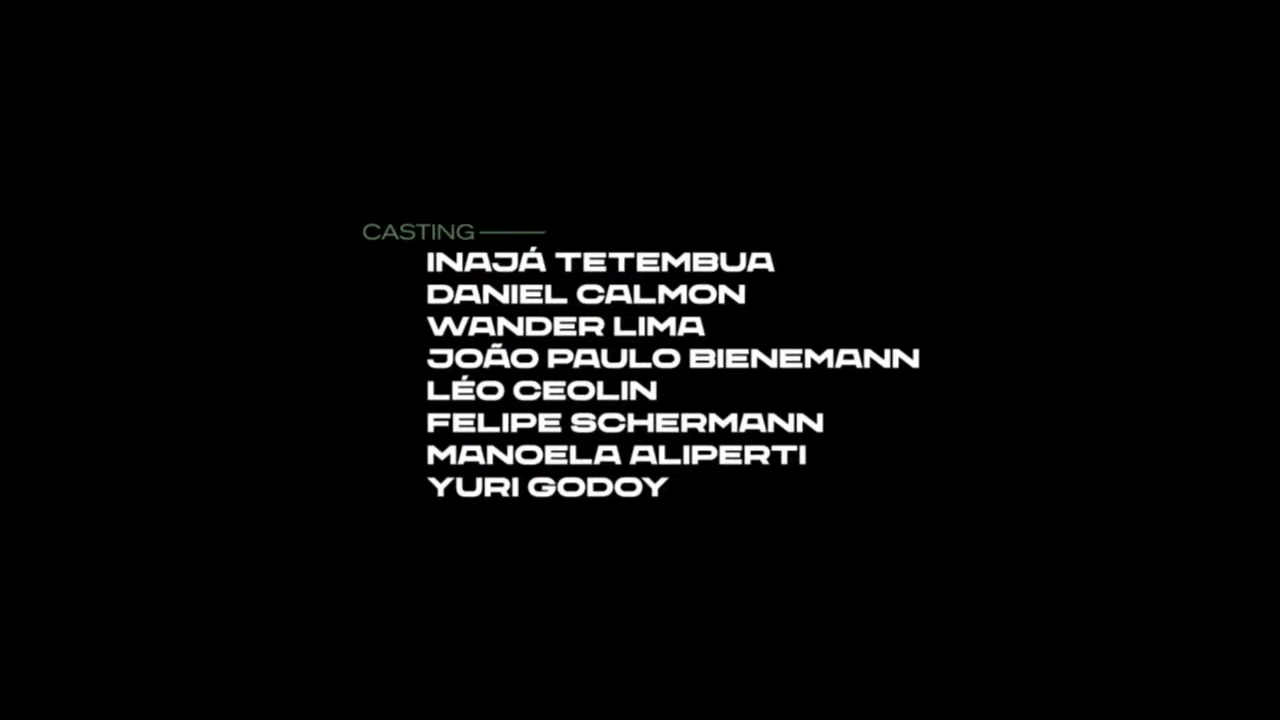 CASTING
INAJÁ TETEMBUA
DANIEL CALMON
WANDER LIMA
JOÃO PAULO BIENEMANN
LÉO CEOLIN
FELIPE SCHERMANN
MANOELA ALIPERTI
YURI GODOY